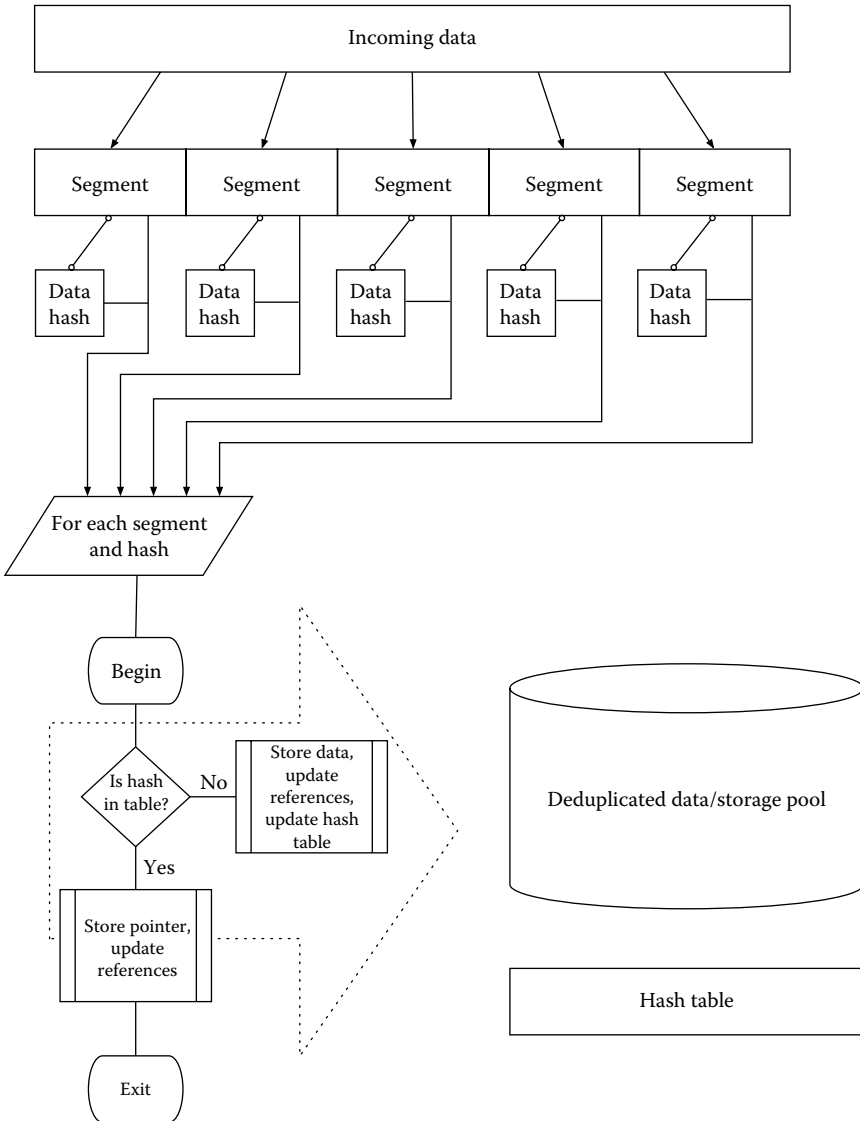 Incoming data
Segment
Segment
Segment
Segment
Segment
Data
hash
Data
hash
Data
hash
Data
hash
Data
hash
For each segment
and hash
Begin
Is hash
in table?
No
Store data,
update
references,
update hash
table
Yes
Store pointer,
update
references
Exit
Deduplicated data/storage pool
Hash table